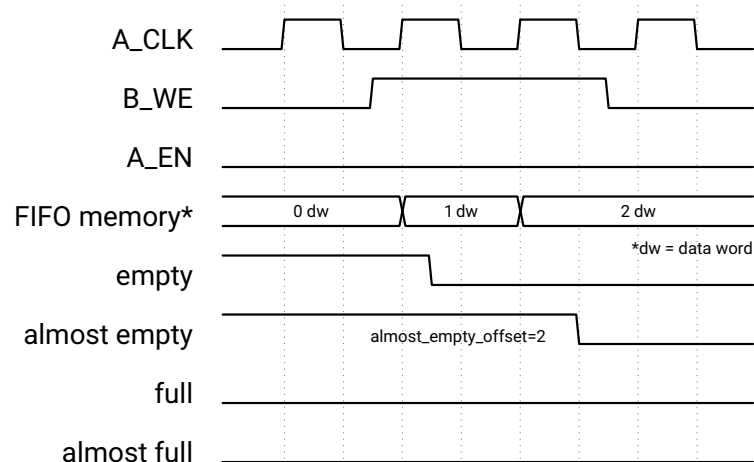 A_CLK
B_WE
A_EN
FIFO memory* 0 dw 1 dw 2 dw
*dw = data word
empty
almost empty almost_empty_offset=2
full
almost full